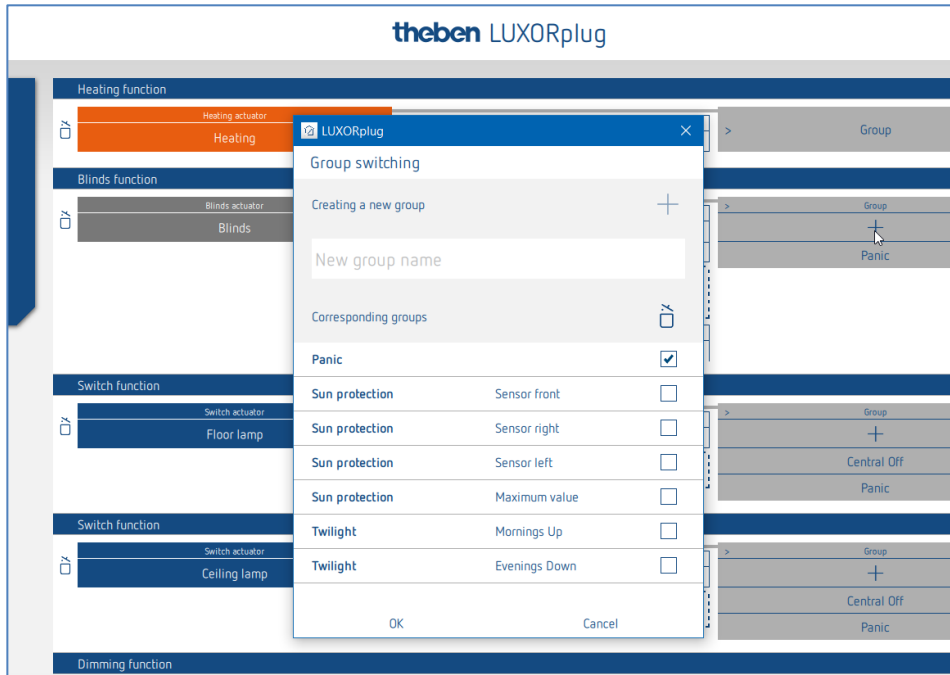 theben LUXORplug
Heating function
Heating actuator
Heating
> Group
Blinds function
Blinds actuator
Blinds
> Group
Panic
LUXORplug
Group switching
Creating a new group
New group name
Corresponding groups
Panic
Sun protection Sensor front
Sun protection Sensor right
Sun protection Sensor left
Sun protection Maximum value
Twilight Mornings Up
Twilight Evenings Down
OK Cancel
Switch function
Switch actuator
Floor lamp
> Group
Central Off
Panic
Switch function
Switch actuator
Ceiling lamp
> Group
Central Off
Panic
Dimming function